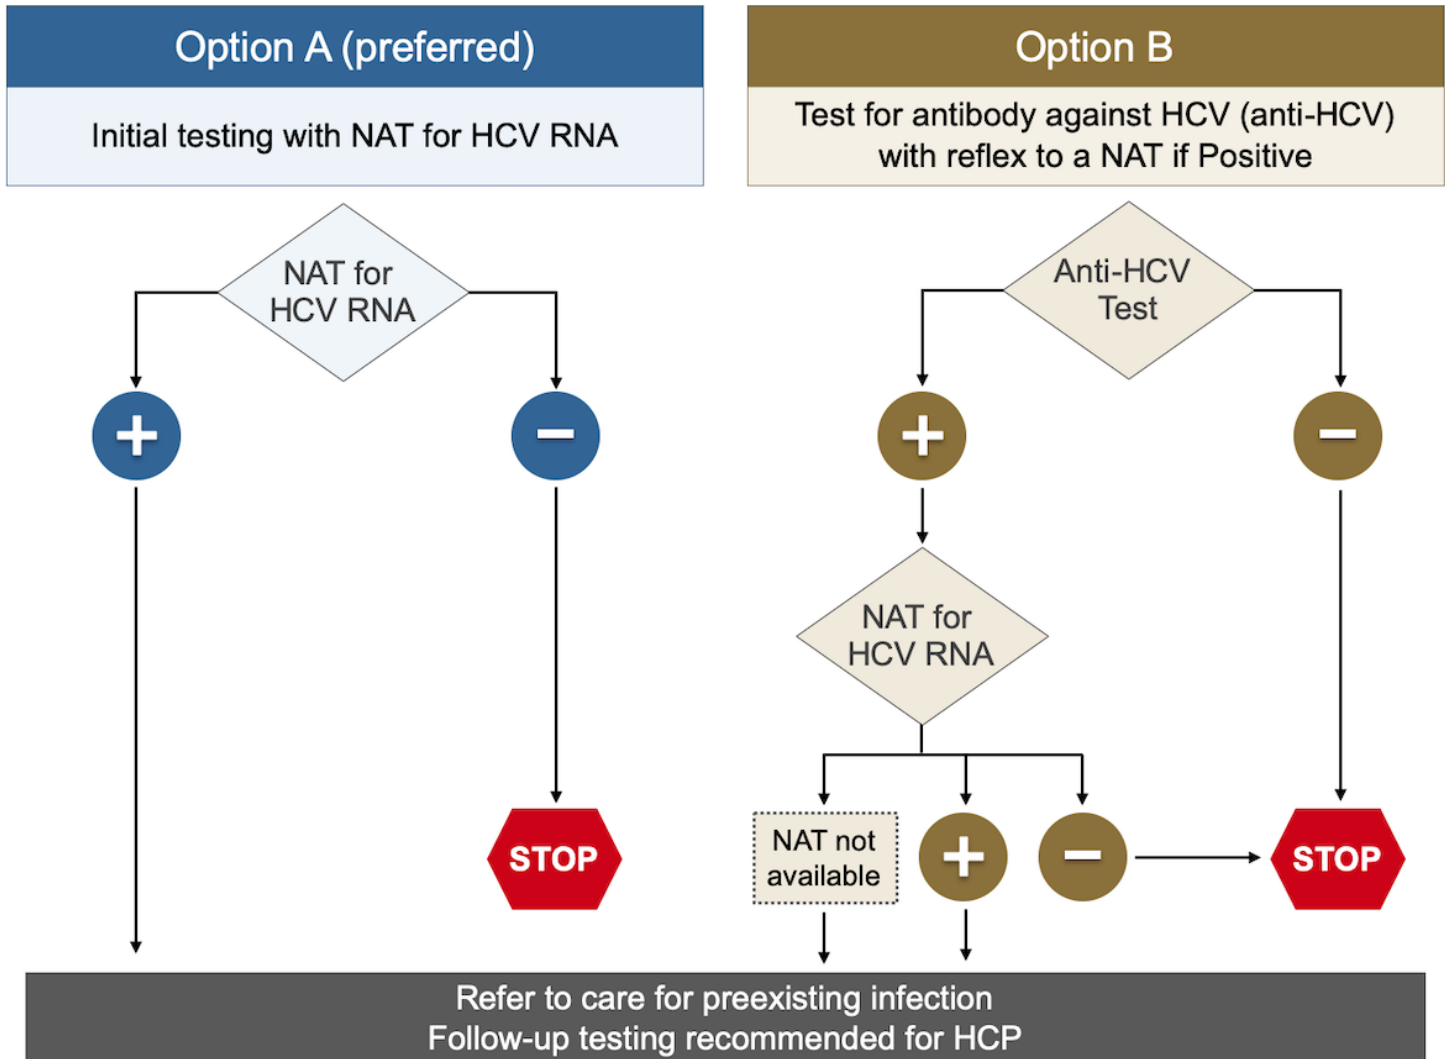 Option A (preferred)
Initial testing with NAT for HCV RNA
NAT for
HCV RNA
+
−
STOP
Option B
Test for antibody against HCV (anti-HCV)
with reflex to a NAT if Positive
Anti-HCV
Test
+
−
NAT for
HCV RNA
NAT not
available
+
−
STOP
Refer to care for preexisting infection
Follow-up testing recommended for HCP